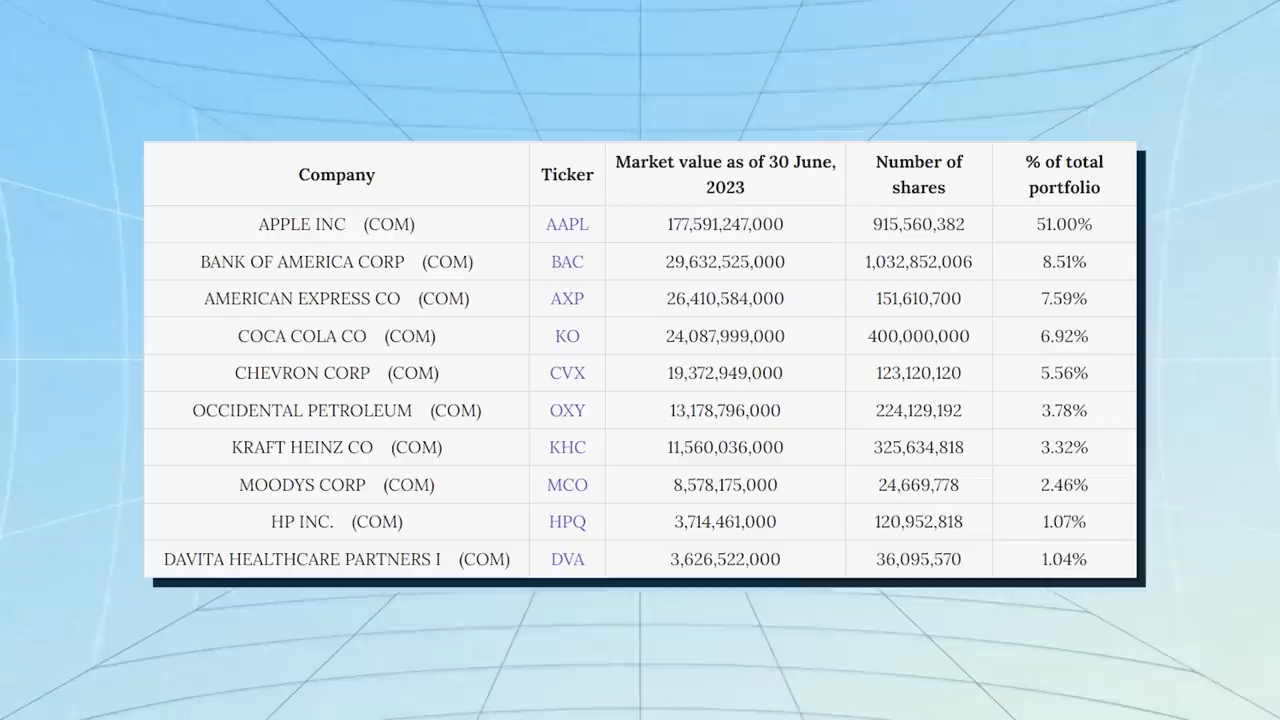 Company Ticker Market value as of 30 June, 2023 Number of shares % of total portfolio
APPLE INC (COM) AAPL 177,591,247,000 915,560,382 51.00%
BANK OF AMERICA CORP (COM) BAC 29,632,525,000 1,032,852,006 8.51%
AMERICAN EXPRESS CO (COM) AXP 26,410,584,000 151,610,700 7.59%
COCA COLA CO (COM) KO 24,087,999,000 400,000,000 6.92%
CHEVRON CORP (COM) CVX 19,372,949,000 123,120,120 5.56%
OCCIDENTAL PETROLEUM (COM) OXY 13,178,796,000 224,129,192 3.78%
KRAFT HEINZ CO (COM) KHC 11,560,036,000 325,634,818 3.32%
MOODYS CORP (COM) MCO 8,578,175,000 24,669,778 2.46%
HP INC. (COM) HPQ 3,714,461,000 120,952,818 1.07%
DAVITA HEALTHCARE PARTNERS I (COM) DVA 3,626,522,000 36,095,570 1.04%